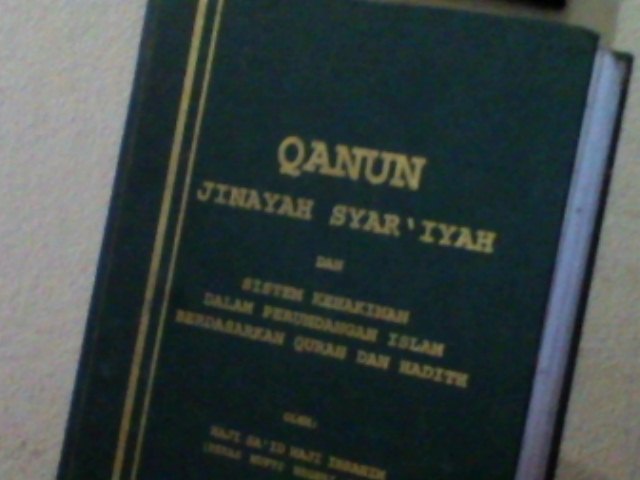 QANUN
JINAYAH SYAR'IYAH
DAN
SISTEM KEHAKIMAN
DALAM PERUNDANGAN ISLAM
BERDASARKAN QURAN DAN HADITH
OLEH:
HAJI SA'ID HAJI IBRAHIM